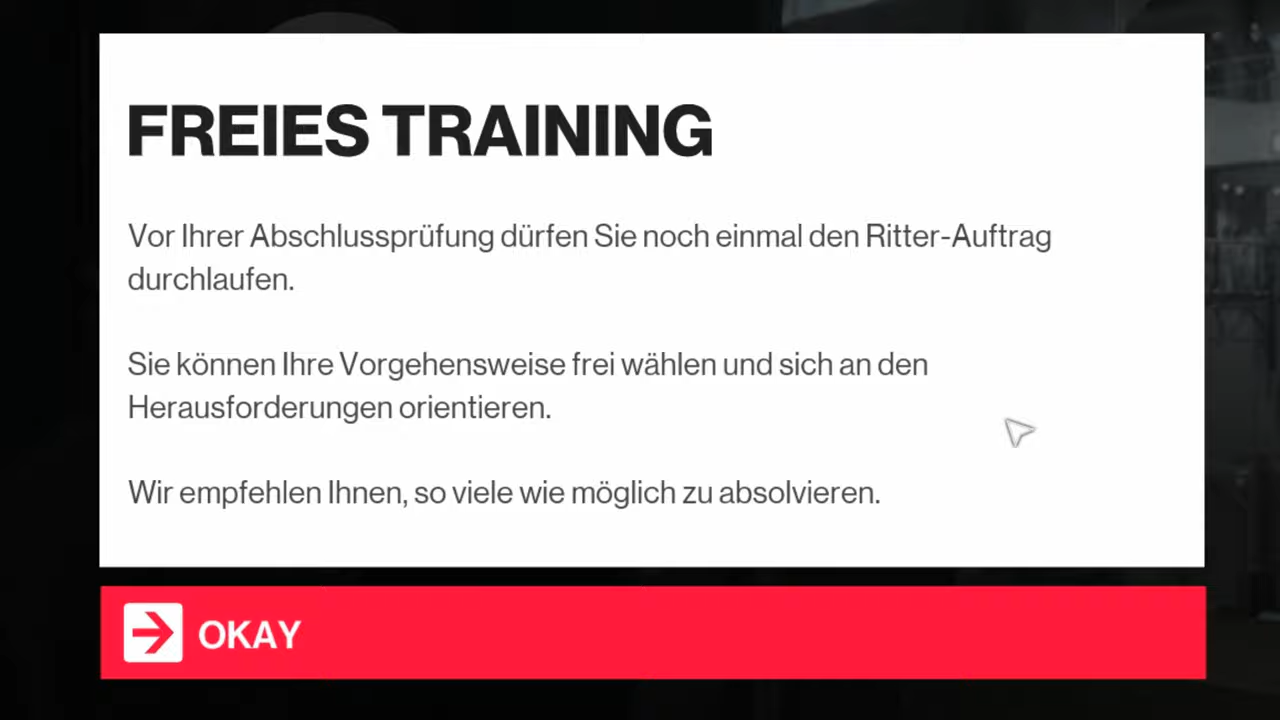 FREIES TRAINING
Vor Ihrer Abschlussprüfung dürfen Sie noch einmal den Ritter-Auftrag
durchlaufen.
Sie können Ihre Vorgehensweise frei wählen und sich an den
Herausforderungen orientieren.
Wir empfehlen Ihnen, so viele wie möglich zu absolvieren.
OKAY